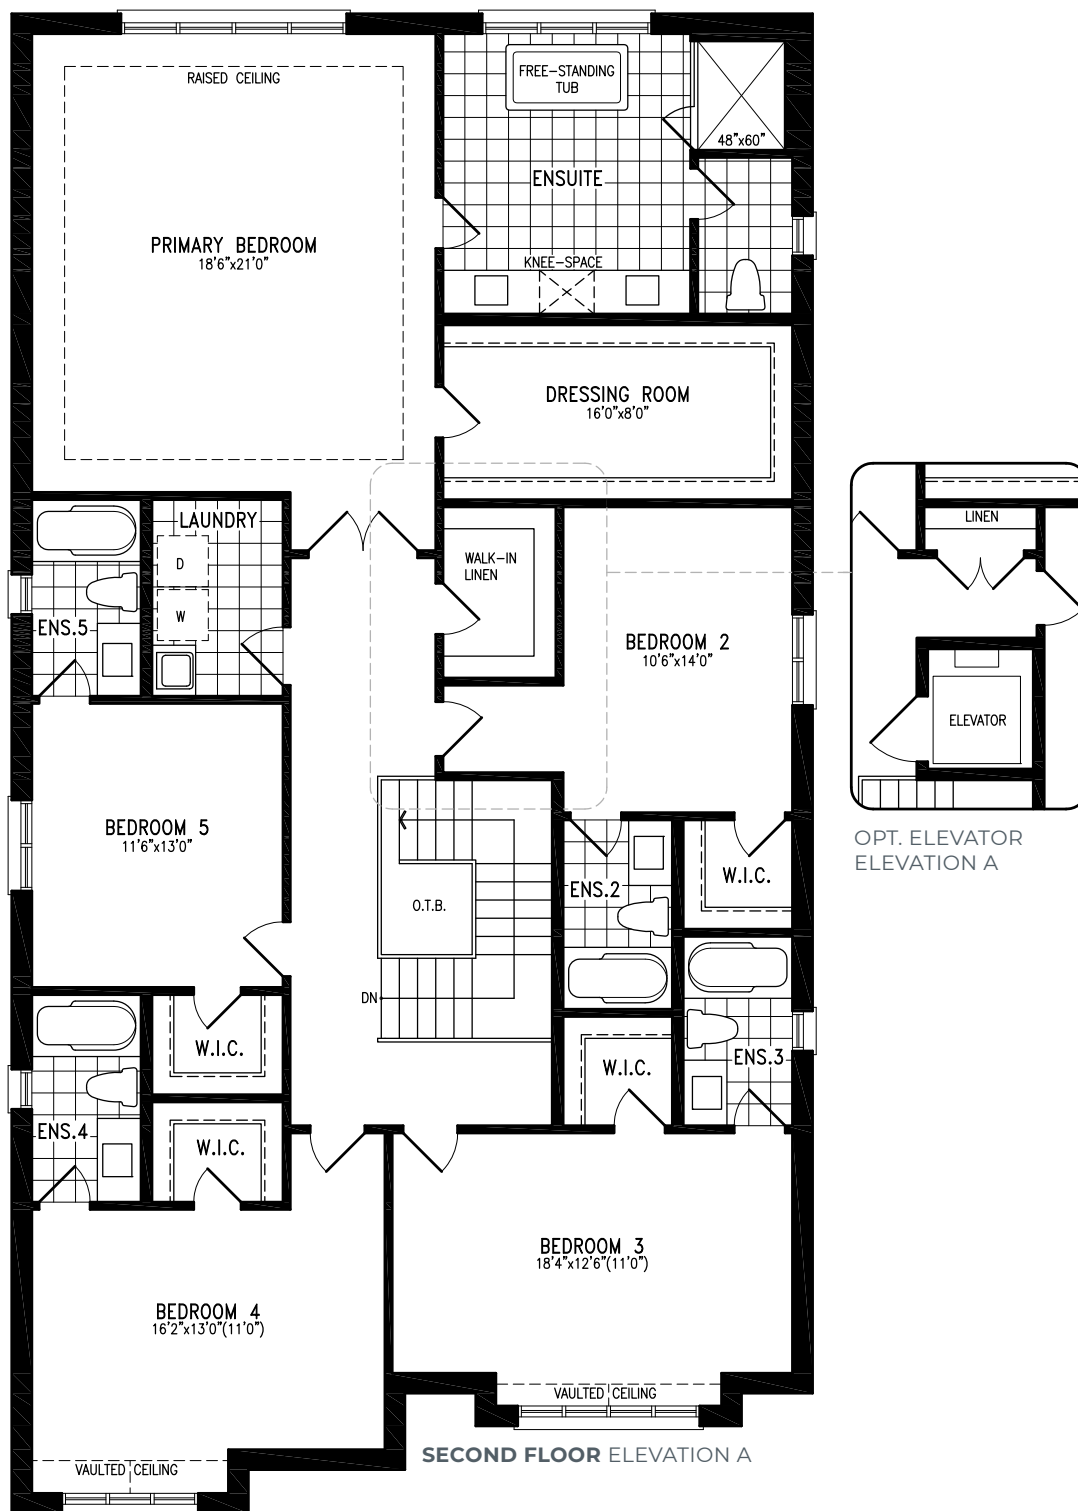 RAISED CEILING
PRIMARY BEDROOM
18'6"x21'0"
FREE-STANDING
TUB
48"x60"
ENSUITE
KNEE-SPACE
DRESSING ROOM
16'0"x8'0"
LAUNDRY
D
W
ENS.5
WALK-IN
LINEN
BEDROOM 2
10'6"x14'0"
LINEN
ELEVATOR
OPT. ELEVATOR
ELEVATION A
BEDROOM 5
11'6"x13'0"
O.T.B.
DN
ENS.2
W.I.C.
W.I.C.
ENS.4
W.I.C.
W.I.C.
ENS.3
BEDROOM 3
18'4"x12'6"(11'0")
BEDROOM 4
16'2"x13'0"(11'0")
VAULTED CEILING
VAULTED CEILING
SECOND FLOOR ELEVATION A